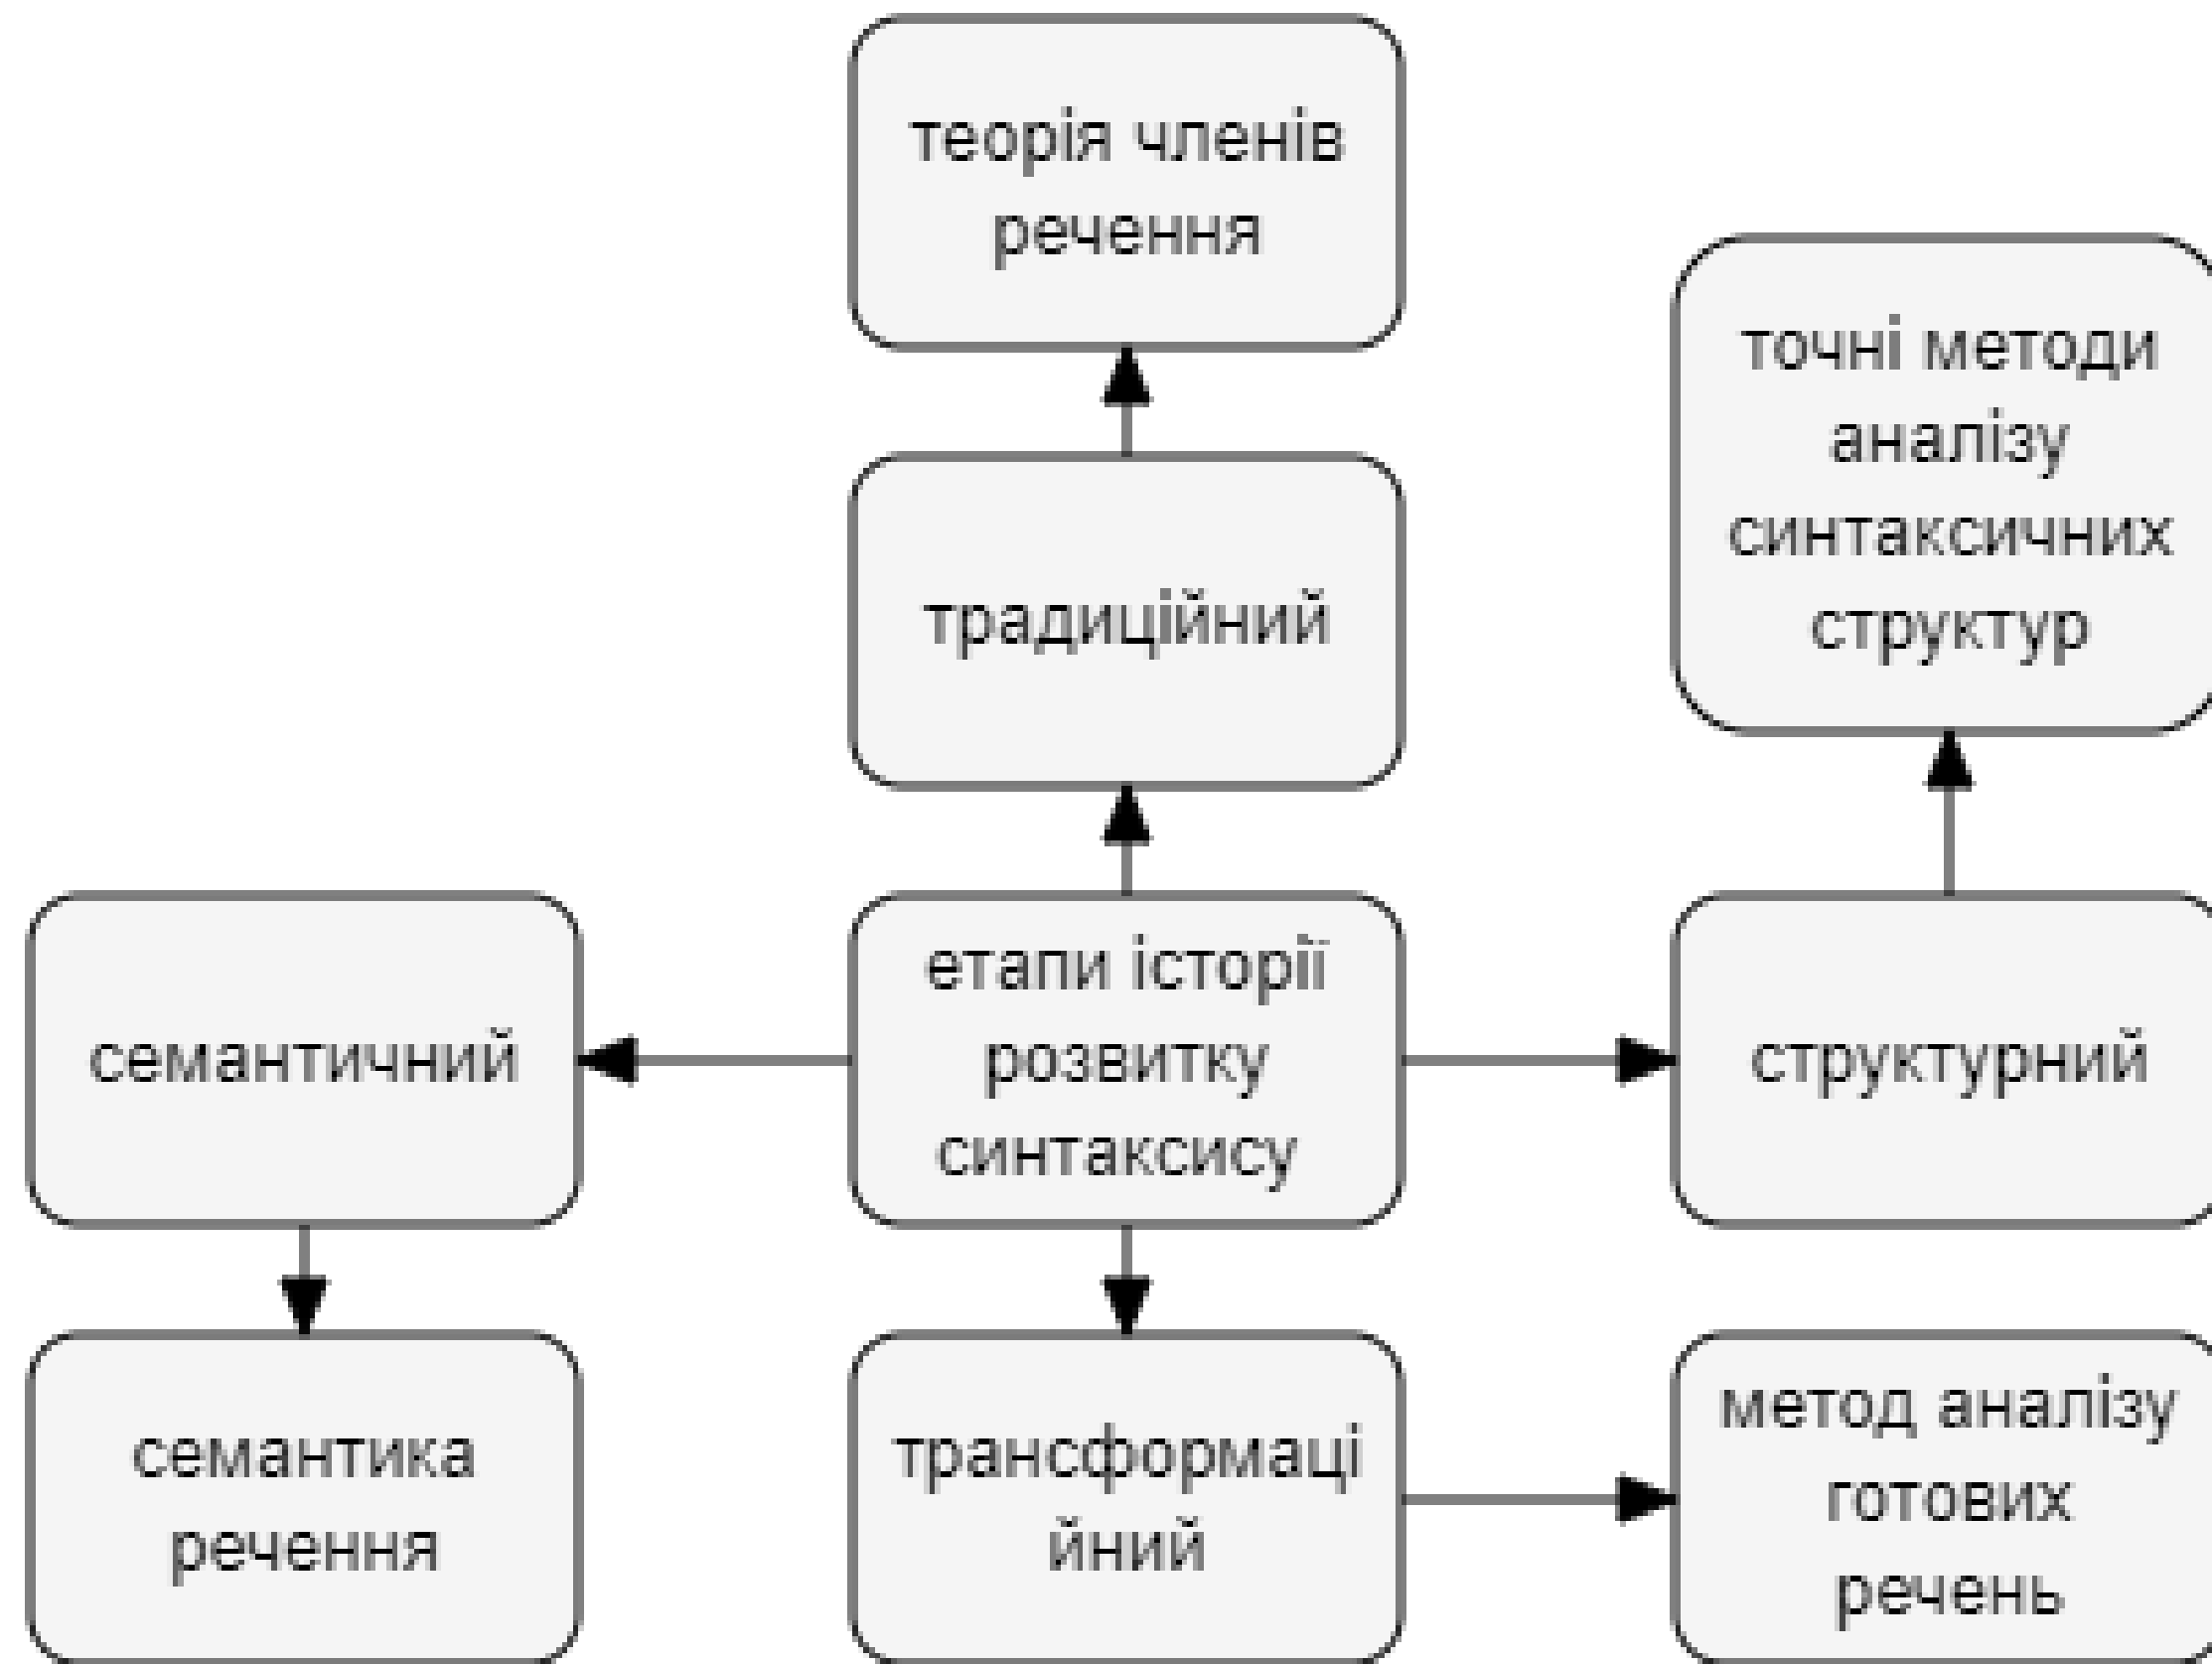 теорія членів
речення
точні методи
аналізу
синтаксичних
структур
традиційний
семантичний
етапи історії
розвитку
синтаксису
структурний
семантика
речення
трансформаці
йний
метод аналізу
готових
речень